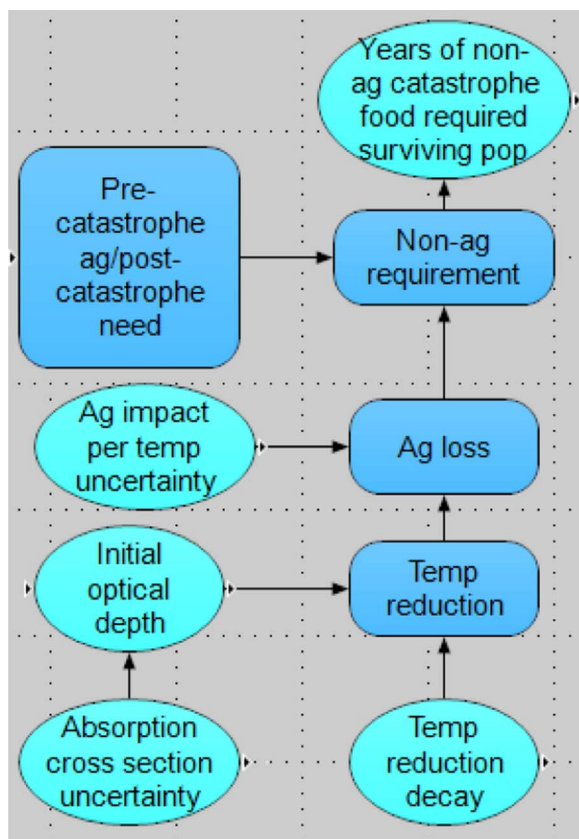 Years of non-
ag catastrophe
food required
surviving pop
Pre-
catastrophe
ag/post-
catastrophe
need
Non-ag
requirement
Ag impact
per temp
uncertainty
Ag loss
Initial
optical
depth
Temp
reduction
Absorption
cross section
uncertainty
Temp
reduction
decay